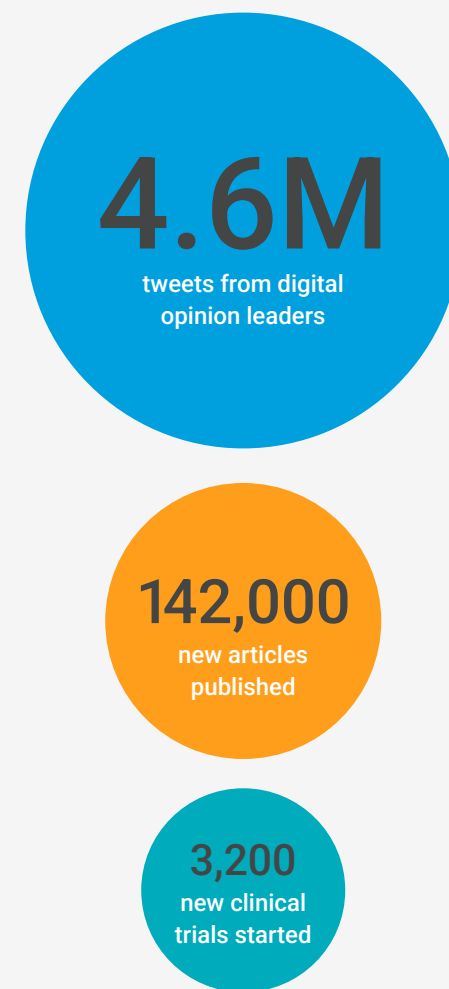 4.6M
tweets from digital
opinion leaders
142,000
new articles
published
3,200
new clinical
trials started